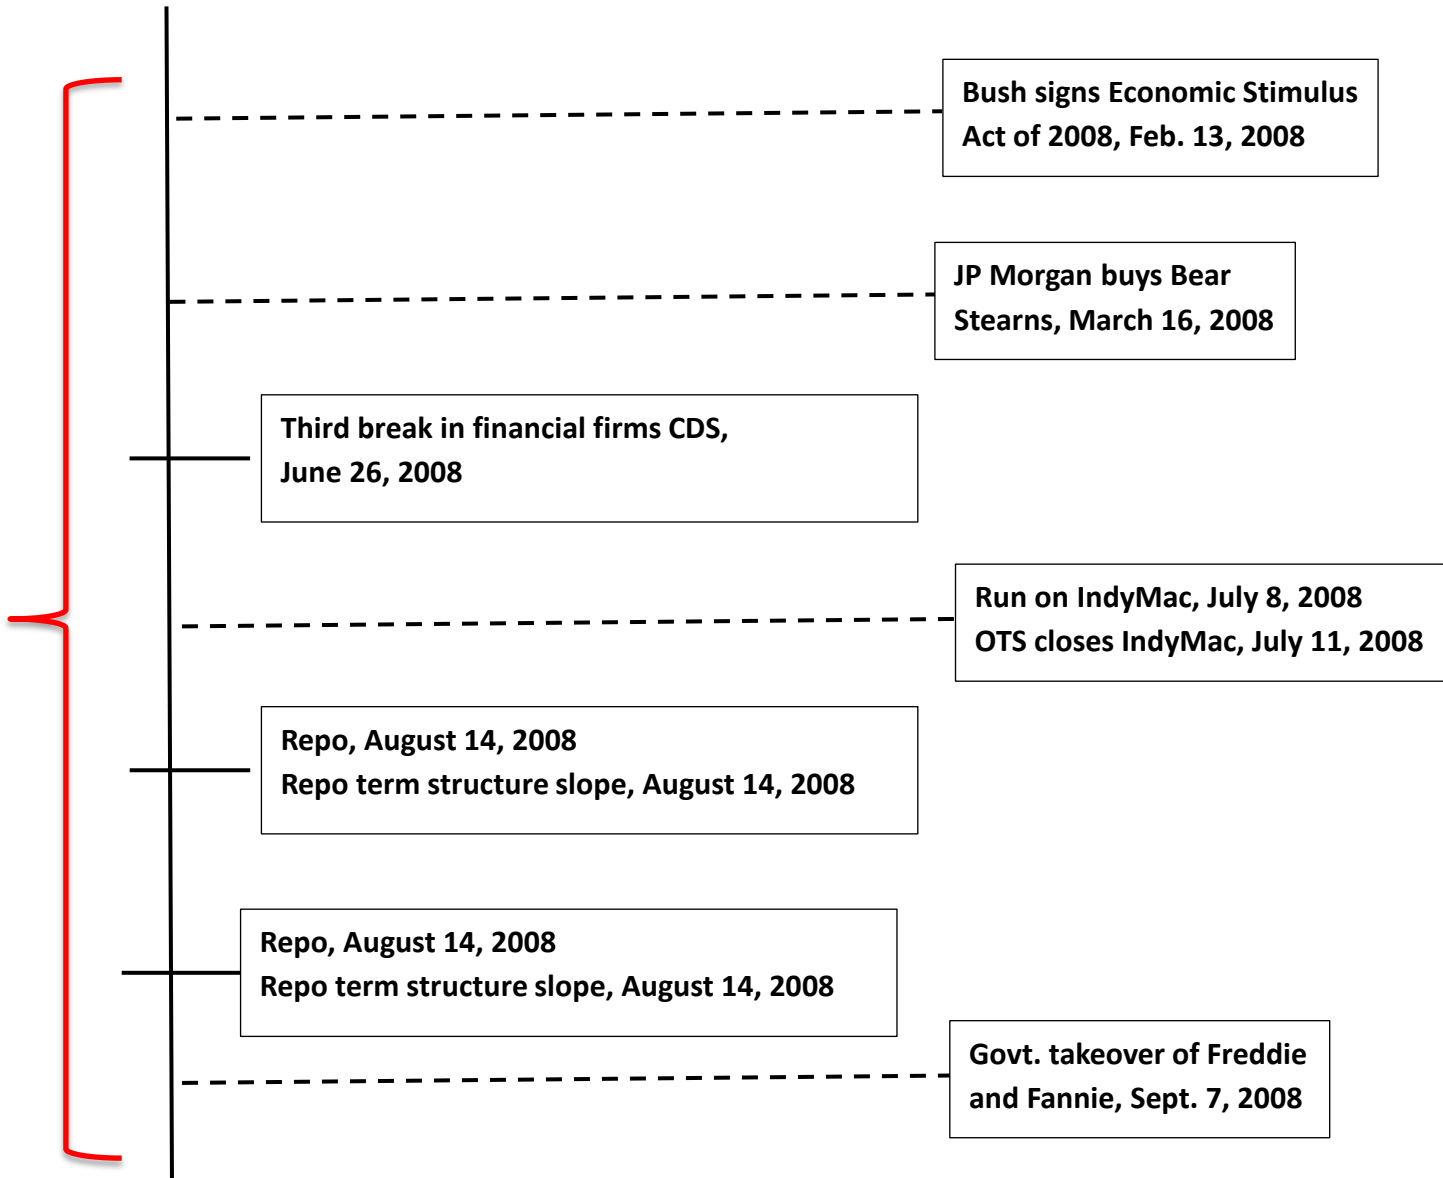 Bush signs Economic Stimulus
Act of 2008, Feb. 13, 2008
JP Morgan buys Bear
Stearns, March 16, 2008
Third break in financial firms CDS,
June 26, 2008
Run on IndyMac, July 8, 2008
OTS closes IndyMac, July 11, 2008
Repo, August 14, 2008
Repo term structure slope, August 14, 2008
Repo, August 14, 2008
Repo term structure slope, August 14, 2008
Govt. takeover of Freddie
and Fannie, Sept. 7, 2008